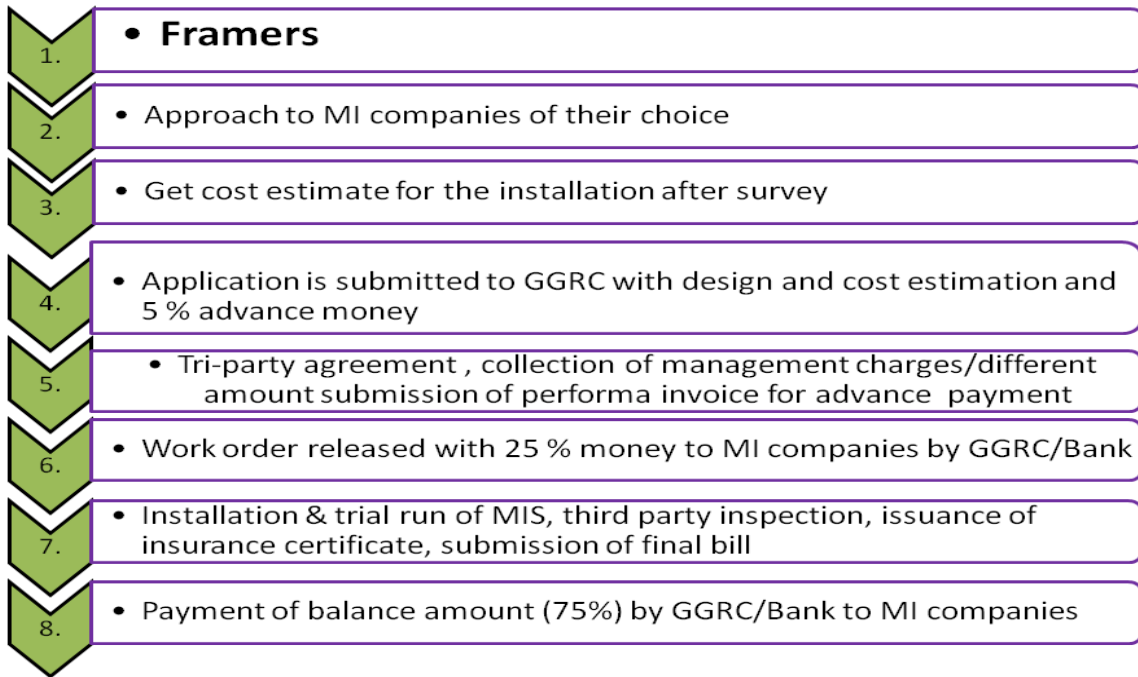 1. • Framers
2. • Approach to MI companies of their choice
3. • Get cost estimate for the installation after survey
4. • Application is submitted to GGRC with design and cost estimation and
5 % advance money
5. • Tri-party agreement , collection of management charges/different
amount submission of performa invoice for advance payment
6. • Work order released with 25 % money to MI companies by GGRC/Bank
7. • Installation & trial run of MIS, third party inspection, issuance of
insurance certificate, submission of final bill
8. • Payment of balance amount (75%) by GGRC/Bank to MI companies